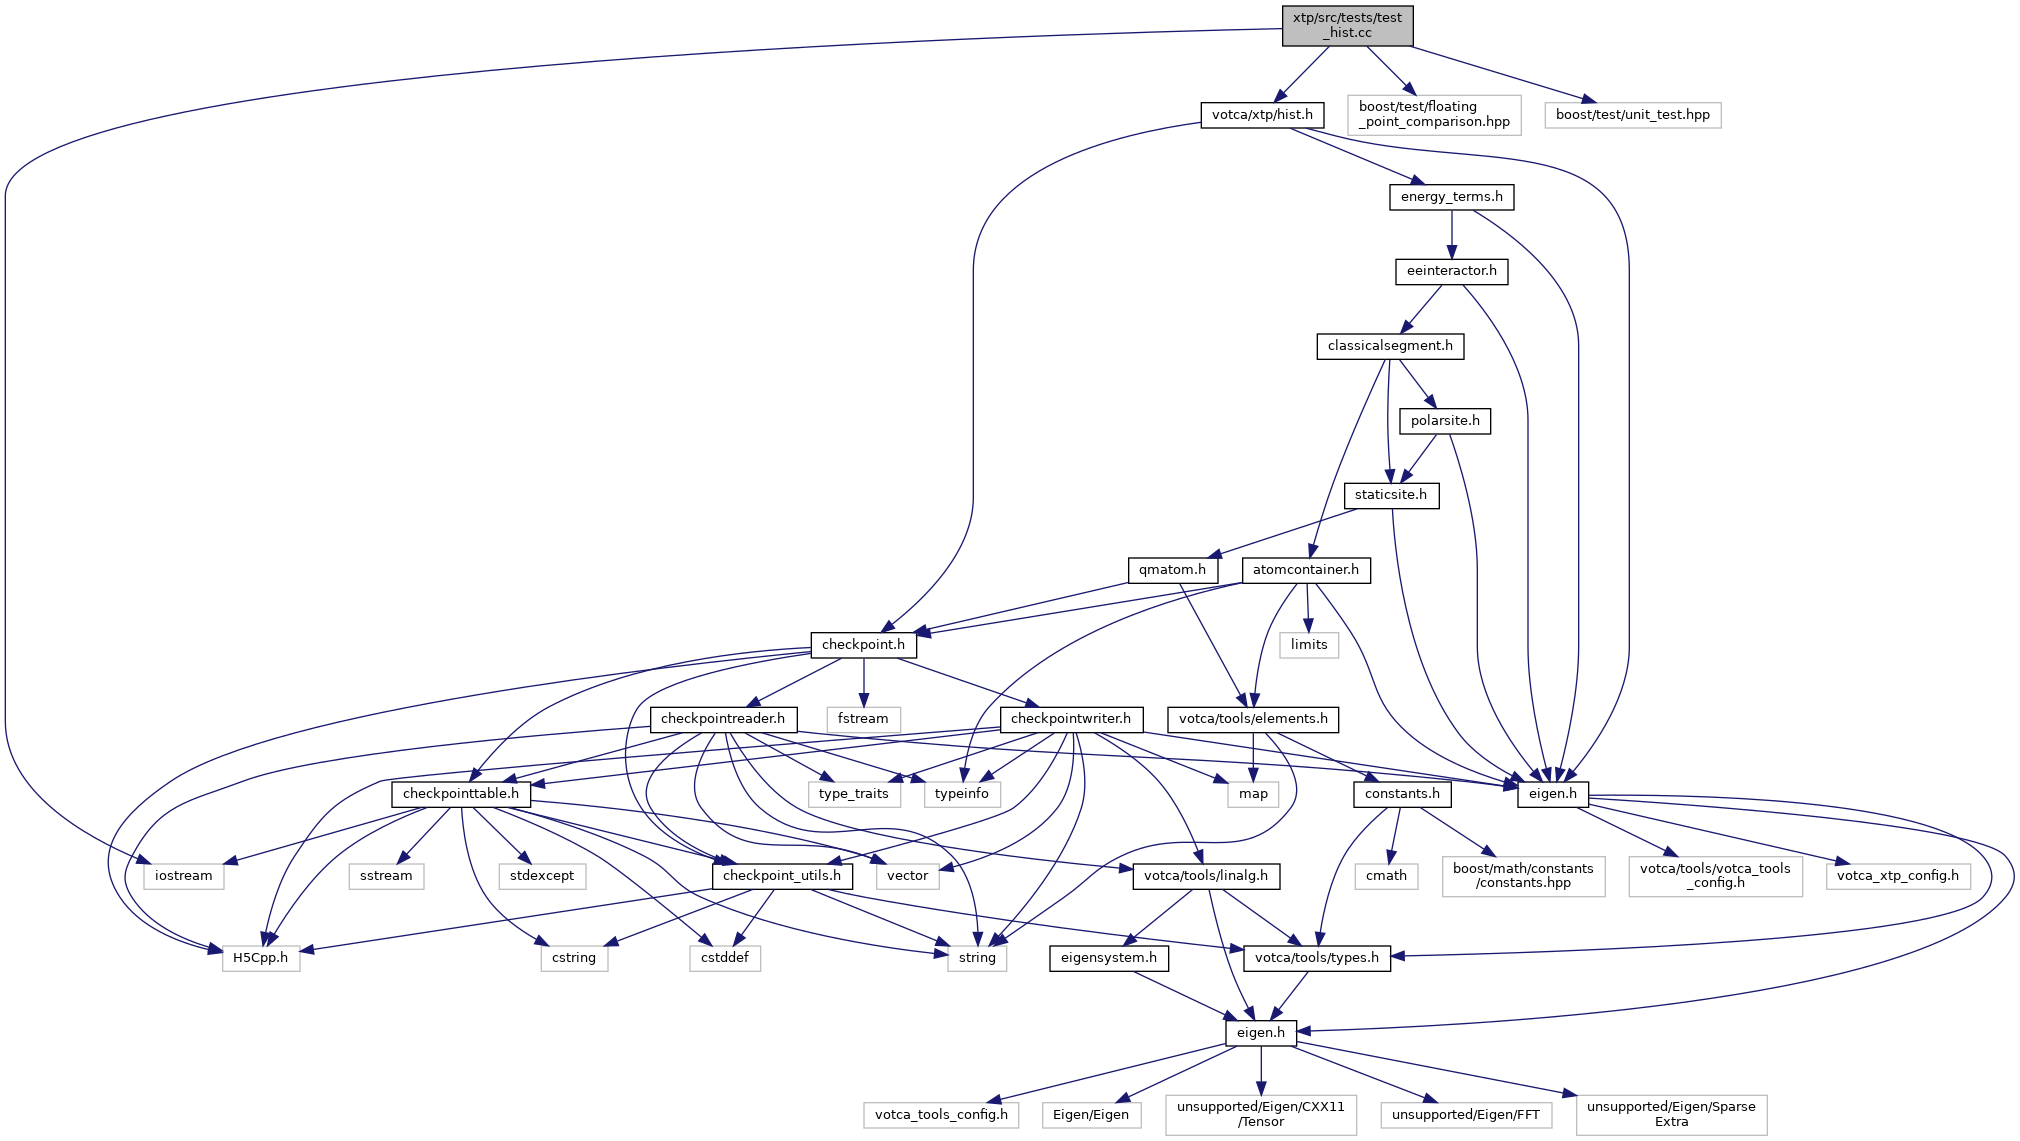 xtp/src/tests/test
_hist.cc
votca/xtp/hist.h
boost/test/floating
_point_comparison.hpp
boost/test/unit_test.hpp
energy_terms.h
eeinteractor.h
classicalsegment.h
polarsite.h
staticsite.h
qmatom.h
atomcontainer.h
checkpoint.h
limits
checkpointreader.h
fstream
checkpointwriter.h
votca/tools/elements.h
checkpointtable.h
type_traits
typeinfo
map
constants.h
eigen.h
iostream
sstream
stdexcept
checkpoint_utils.h
vector
votca/tools/linalg.h
cmath
boost/math/constants
/constants.hpp
votca/tools/votca_tools
_config.h
votca_xtp_config.h
H5Cpp.h
cstring
cstddef
string
eigensystem.h
votca/tools/types.h
eigen.h
votca_tools_config.h
Eigen/Eigen
unsupported/Eigen/CXX11
/Tensor
unsupported/Eigen/FFT
unsupported/Eigen/Sparse
Extra